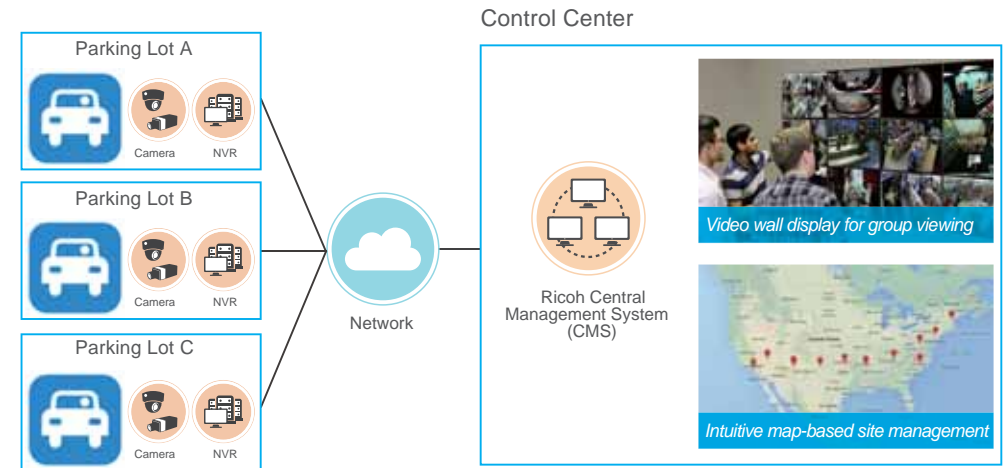 Control Center
Parking Lot A
Camera
NVR
Parking Lot B
Camera
NVR
Parking Lot C
Camera
NVR
Network
Ricoh Central
Management System
(CMS)
Video wall display for group viewing
Intuitive map-based site management